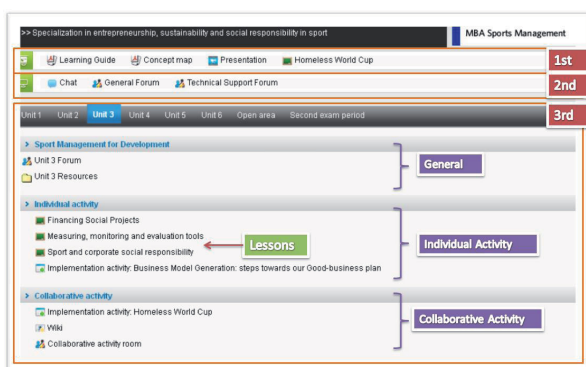 >> Specialization in entrepreneurship, sustainability and social responsibility in sport
MBA Sports Management
Learning Guide Concept map Presentation Homeless World Cup 1st
Chat General Forum Technical Support Forum 2nd
Unit 1 Unit 2 Unit 3 Unit 4 Unit 5 Unit 6 Open area Second exam period 3rd
> Sport Management for Development
Unit 3 Forum
General
Unit 3 Resources
> Individual activity
Financing Social Projects
Measuring, monitoring and evaluation tools
Lessons
Individual Activity
Sport and corporate social responsibility
Implementation activity: Business Model Generation: steps towards our Good-business plan
> Collaborative activity
Implementation activity: Homeless World Cup
Wiki
Collaborative Activity
Collaborative activity room